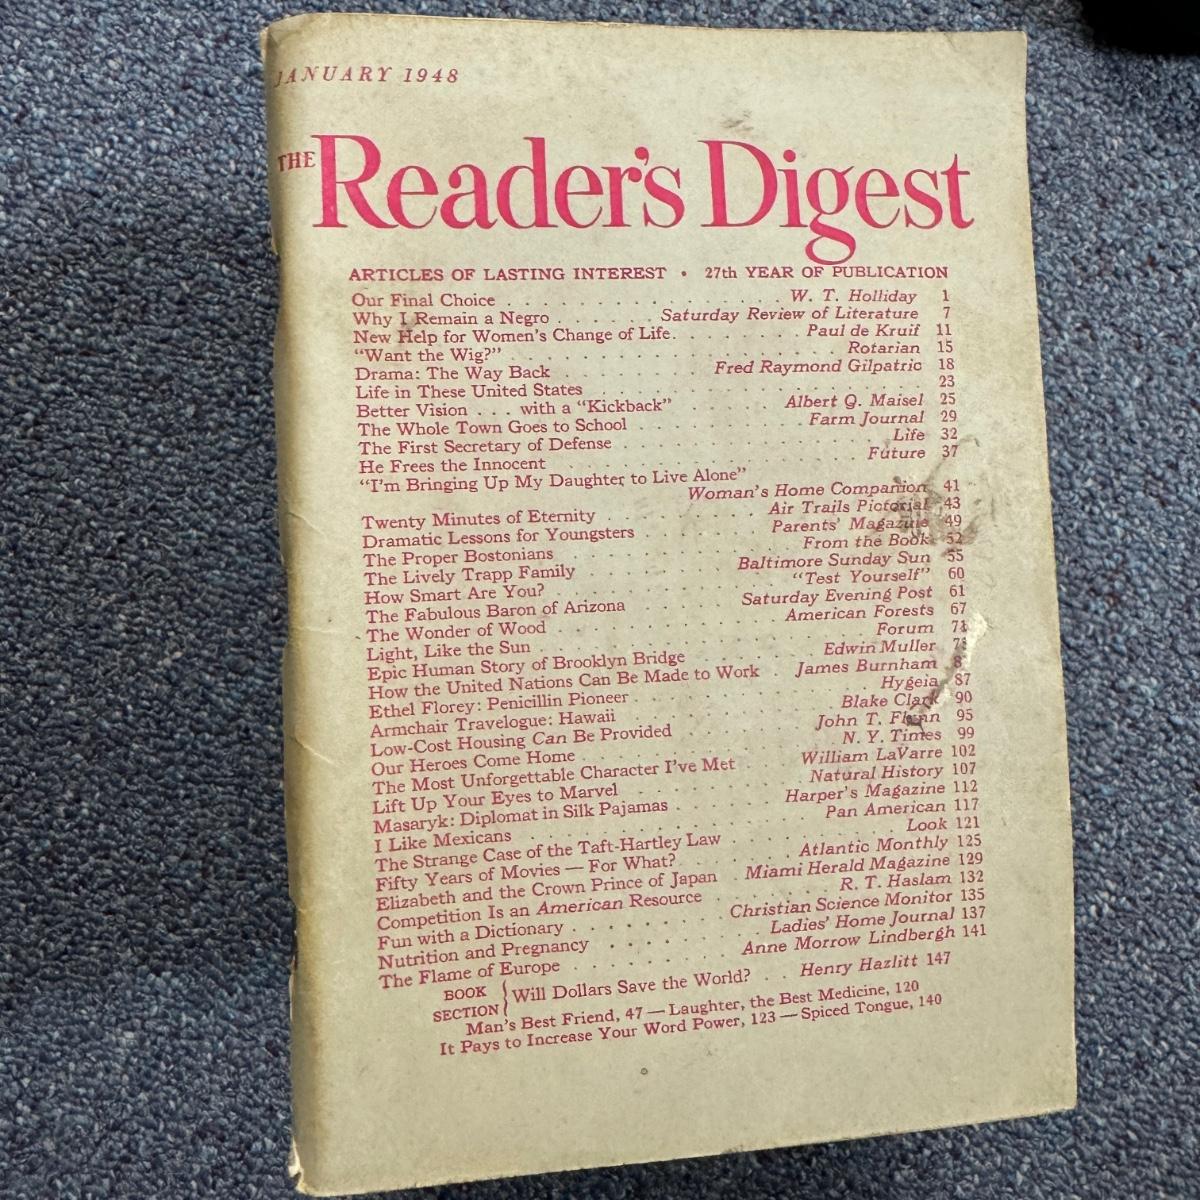 JANUARY 1948
THE Reader's Digest
ARTICLES OF LASTING INTEREST • 27th YEAR OF PUBLICATION
Our Final Choice . . . . . . . . . . . . . . . . . W. T. Holliday 1
Why I Remain a Negro . . . . . . . Saturday Review of Literature 7
New Help for Women's Change of Life. . . . . . . . Paul de Kruif 11
"Want the Wig?" . . . . . . . . . . . . . . . . . . . . Rotarian 15
Drama: The Way Back . . . . . . . . . Fred Raymond Gilpatric 18
Life in These United States . . . . . . . . . . . . . . . . . . 23
Better Vision . . . with a "Kickback" . . . . . . Albert Q. Maisel 25
The Whole Town Goes to School . . . . . . . . . . Farm Journal 29
The First Secretary of Defense . . . . . . . . . . . . . . Life 32
He Frees the Innocent . . . . . . . . . . . . . . . . . Future 37
"I'm Bringing Up My Daughter to Live Alone"
Woman's Home Companion 41
Twenty Minutes of Eternity . . . . . . . . . Air Trails Pictorial 43
Dramatic Lessons for Youngsters . . . . . . . Parents' Magazine 49
The Proper Bostonians . . . . . . . . . . . . . From the Book 52
The Lively Trapp Family . . . . . . . . . Baltimore Sunday Sun 55
How Smart Are You? . . . . . . . . . . . . . "Test Yourself" 60
The Fabulous Baron of Arizona . . . . . . Saturday Evening Post 61
The Wonder of Wood . . . . . . . . . . . . . American Forests 67
Light, Like the Sun . . . . . . . . . . . . . . . . . . Forum 71
Epic Human Story of Brooklyn Bridge . . . . . . . Edwin Muller
How the United Nations Can Be Made to Work . James Burnham
Ethel Florey: Penicillin Pioneer . . . . . . . . . . . . Hygeia 87
Armchair Travelogue: Hawaii . . . . . . . . . . . . Blake Clark 90
Low-Cost Housing Can Be Provided . . . . . . . John T. Flynn 95
Our Heroes Come Home . . . . . . . . . . . . . . N. Y. Times 99
The Most Unforgettable Character I've Met . . William LaVarre 102
Lift Up Your Eyes to Marvel . . . . . . . . . Natural History 107
Masaryk: Diplomat in Silk Pajamas . . . . . Harper's Magazine 112
I Like Mexicans . . . . . . . . . . . . . . . . Pan American 117
The Strange Case of the Taft-Hartley Law . . . . . . . . Look 121
Fifty Years of Movies — For What? . . . . . . Atlantic Monthly 125
Elizabeth and the Crown Prince of Japan . Miami Herald Magazine 129
Competition Is an American Resource . . . . . . . R. T. Haslam 132
Fun with a Dictionary . . . . . . . . Christian Science Monitor 135
Nutrition and Pregnancy . . . . . . . . Ladies' Home Journal 137
The Flame of Europe . . . . . . . . . Anne Morrow Lindbergh 141
BOOK SECTION { Will Dollars Save the World? . . Henry Hazlitt 147
Man's Best Friend, 47 — Laughter, the Best Medicine, 120
It Pays to Increase Your Word Power, 123 — Spiced Tongue, 140